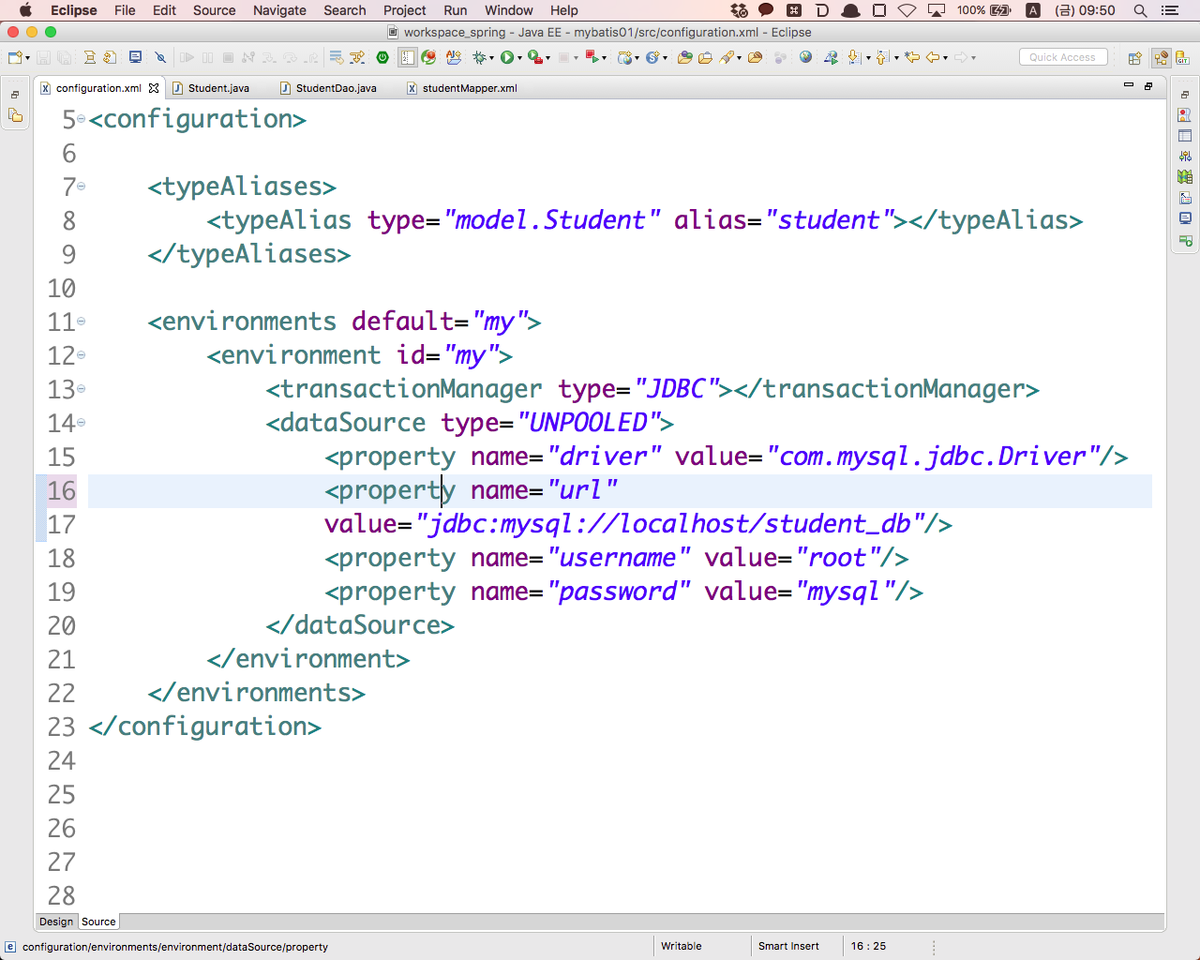 Eclipse File Edit Source Navigate Search Project Run Window Help 100% A (금) 09:50
workspace_spring - Java EE - mybatis01/src/configuration.xml - Eclipse
Quick Access
configuration.xml Student.java StudentDao.java studentMapper.xml
5 <configuration>
6
7 <typeAliases>
8 <typeAlias type="model.Student" alias="student"></typeAlias>
9 </typeAliases>
10
11 <environments default="my">
12 <environment id="my">
13 <transactionManager type="JDBC"></transactionManager>
14 <dataSource type="UNPOOLED">
15 <property name="driver" value="com.mysql.jdbc.Driver"/>
16 <property name="url"
17 value="jdbc:mysql://localhost/student_db"/>
18 <property name="username" value="root"/>
19 <property name="password" value="mysql"/>
20 </dataSource>
21 </environment>
22 </environments>
23 </configuration>
24
25
26
27
28
Design Source
configuration/environments/environment/dataSource/property Writable Smart Insert 16 : 25